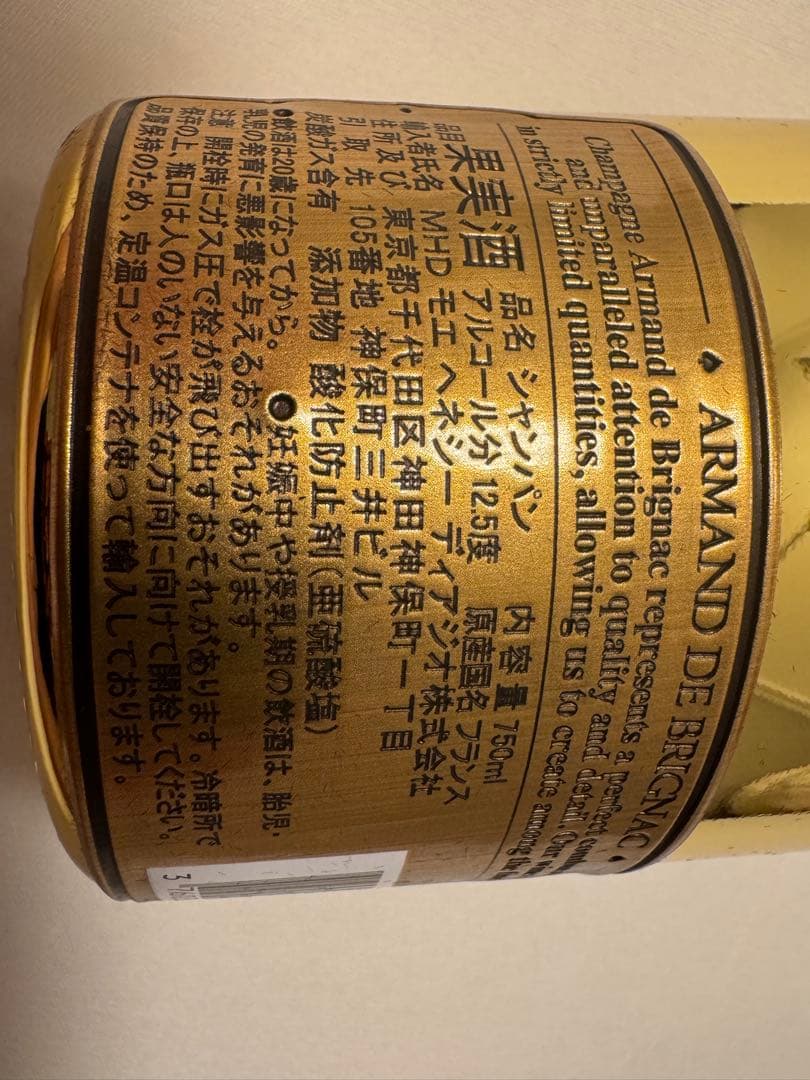 ♠ ARMAND DE BRIGNAC •
Champagne Armand de Brignac represents a perfect
and unparalleled attention to quality and detail. Our
in strictly limited quantities, allowing us to create among the
品目 果実酒 品名 シャンパン 内容量 750ml
アルコール分 12.5度 原産国名 フランス
輸入者氏名 MHD モエ ヘネシー ディアジオ株式会社
住所及び 東京都千代田区神田神保町一丁目
引取先 105番地 神保町三井ビル
炭酸ガス含有 添加物 酸化防止剤(亜硫酸塩)
●飲酒は20歳になってから。 ●妊娠中や授乳期の飲酒は、胎児・
乳児の発育に悪影響を与えるおそれがあります。
注意 開栓時にガス圧で栓が飛び出すおそれがあります。冷暗所で
保存の上、瓶口は人のいない安全な方向に向けて開栓してください。
品質保持のため、定温コンテナを使って輸入しております。
3